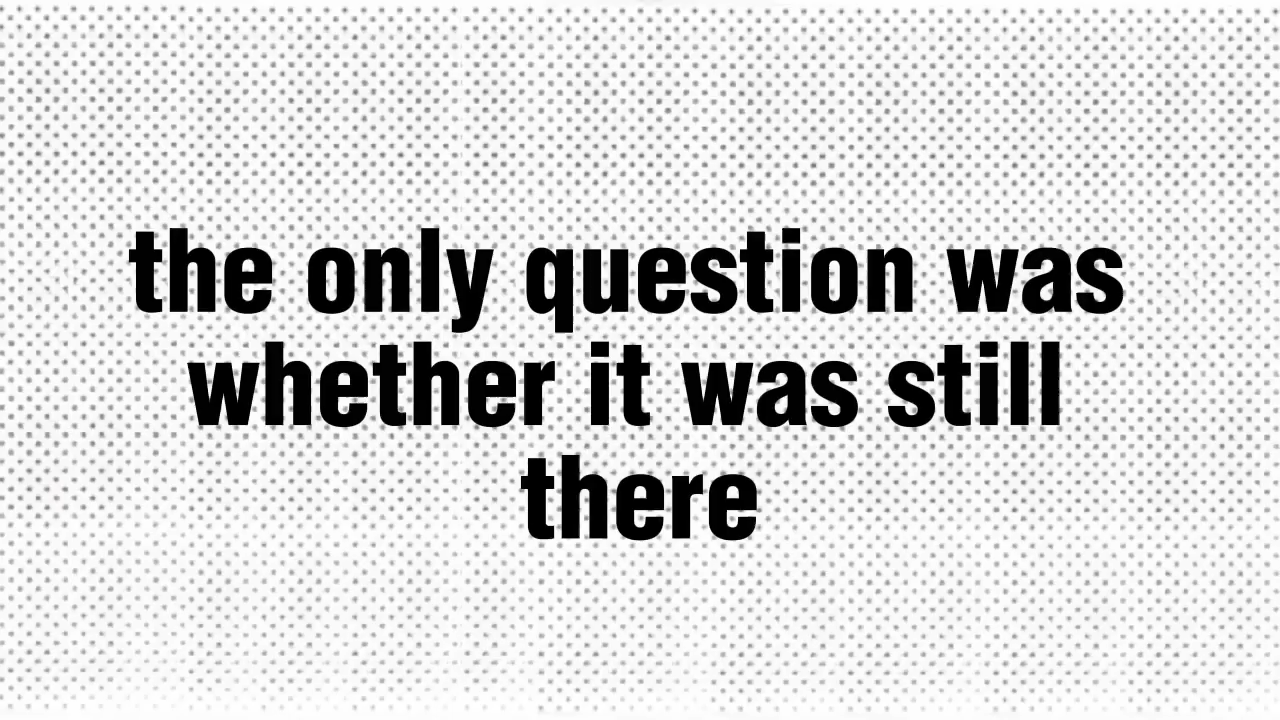 the only question was
whether it was still
there